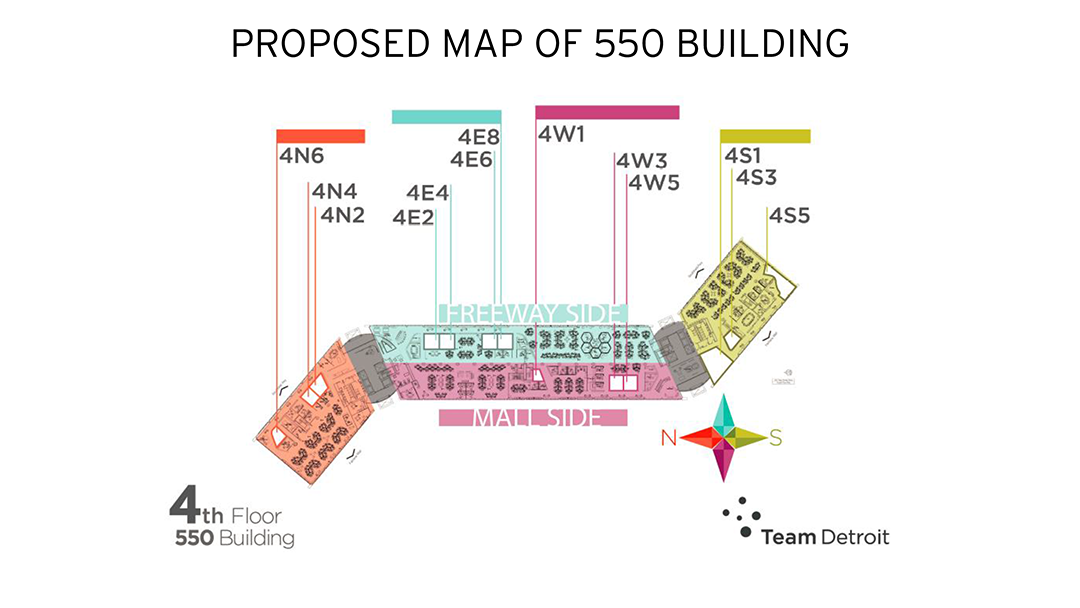 PROPOSED MAP OF 550 BUILDING
4N6
4N4
4N2
4E8
4E6
4E4
4E2
4W1
4W3
4W5
4S1
4S3
4S5
FREEWAY SIDE
MALL SIDE
N
S
4th Floor
550 Building
Team Detroit